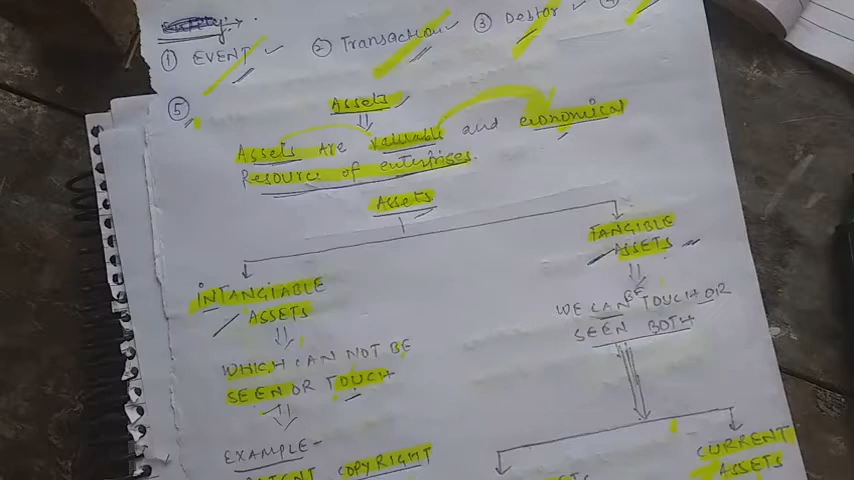 ① EVENT ② Transaction ③ Debtor ④
⑤ Assets
Assets Are valuable and economical
Resource of enterprises.
Assets
TANGIBLE
ASSETS
INTANGIABLE
ASSETS
WE CAN BE TOUCH OR
SEEN BOTH
WHICH CAN NOT BE
SEEN OR TOUCH
EXAMPLE-
COPYRIGHT
CURRENT
ASSETS